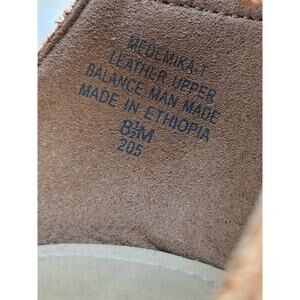 MEDEMIKA-T
LEATHER UPPER
BALANCE MAN MADE
MADE IN ETHIOPIA
8½M
205